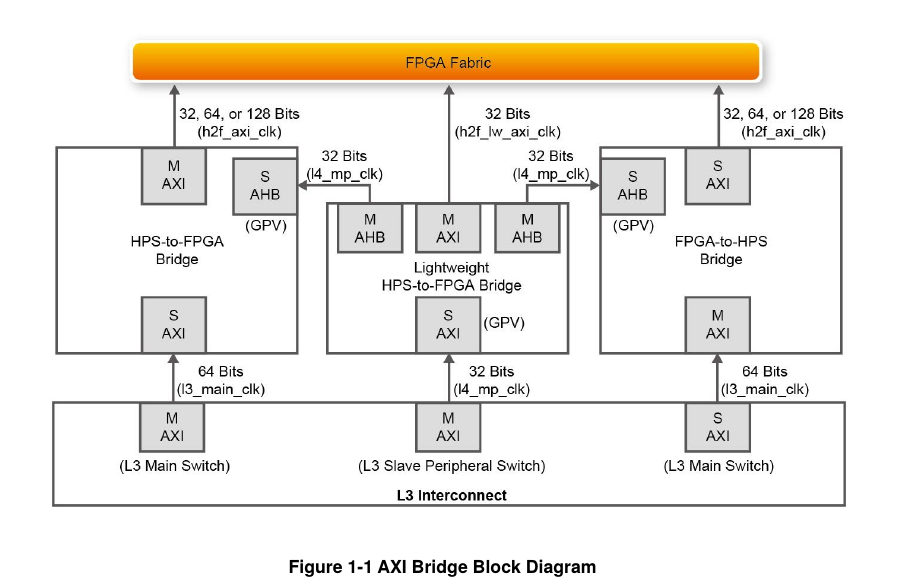 FPGA Fabric
32, 64, or 128 Bits
(h2f_axi_clk)
32 Bits
(h2f_lw_axi_clk)
32, 64, or 128 Bits
(h2f_axi_clk)
M
AXI
S
AHB
(GPV)
32 Bits
(l4_mp_clk)
32 Bits
(l4_mp_clk)
S
AHB
(GPV)
S
AXI
M
AHB
M
AXI
M
AHB
HPS-to-FPGA
Bridge
Lightweight
HPS-to-FPGA Bridge
FPGA-to-HPS
Bridge
S
AXI
S
AXI
(GPV)
M
AXI
64 Bits
(l3_main_clk)
32 Bits
(l4_mp_clk)
64 Bits
(l3_main_clk)
M
AXI
M
AXI
S
AXI
(L3 Main Switch)
(L3 Slave Peripheral Switch)
(L3 Main Switch)
L3 Interconnect
Figure 1-1 AXI Bridge Block Diagram